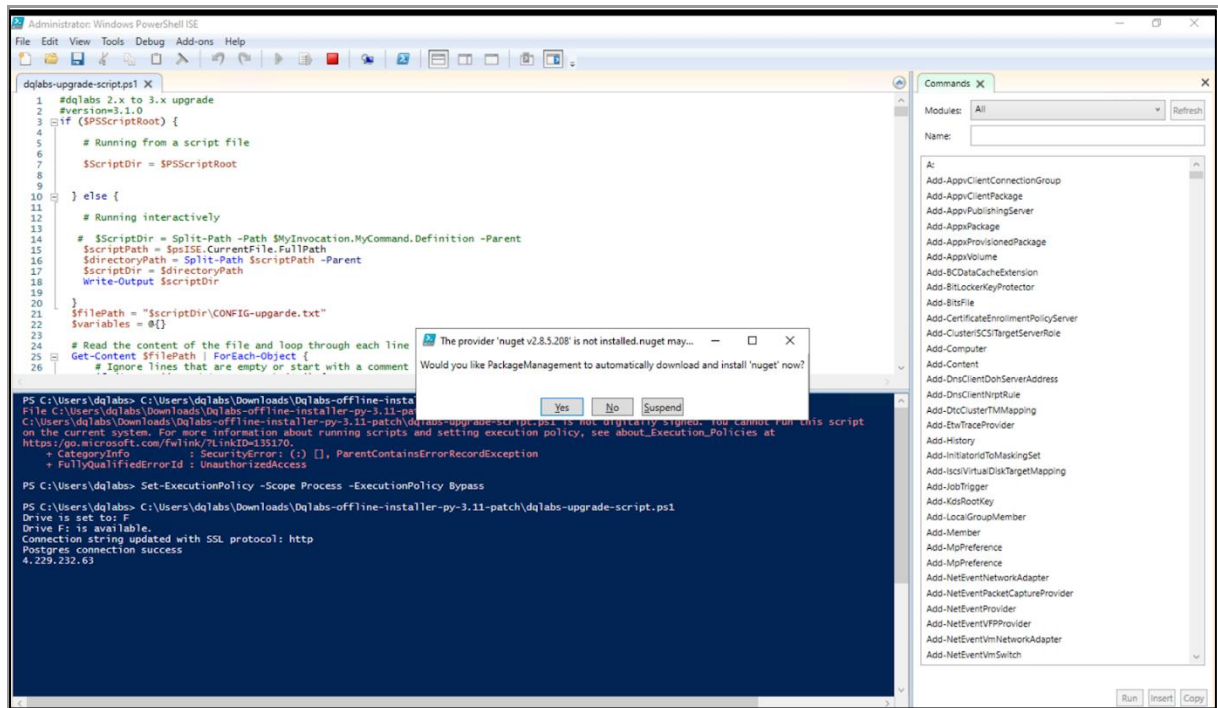 Administrator: Windows PowerShell ISE
File Edit View Tools Debug Add-ons Help
dqlabs-upgrade-script.ps1 X
1 #dqlabs 2.x to 3.x upgrade
2 #version=3.1.0
3 if ($PSScriptRoot) {
4
5 # Running from a script file
6
7 $ScriptDir = $PSScriptRoot
8
9
10 } else {
11
12 # Running interactively
13
14 # $ScriptDir = Split-Path -Path $MyInvocation.MyCommand.Definition -Parent
15 $scriptPath = $psISE.CurrentFile.FullPath
16 $directoryPath = Split-Path $scriptPath -Parent
17 $scriptDir = $directoryPath
18 Write-Output $scriptDir
19
20 }
21 $filePath = "$scriptDir\CONFIG-upgarde.txt"
22 $variables = @{}
23
24 # Read the content of the file and loop through each line
25 Get-Content $filePath | ForEach-Object {
26 # Ignore lines that are empty or start with a comment
The provider 'nuget v2.8.5.208' is not installed.nuget may...
Would you like PackageManagement to automatically download and install 'nuget' now?
Yes No Suspend
PS C:\Users\dqlabs> C:\Users\dqlabs\Downloads\Dqlabs-offline-insta
File C:\Users\dqlabs\Downloads\Dqlabs-offline-installer-py-3.11-pa
C:\Users\dqlabs\Downloads\Dqlabs-offline-installer-py-3.11-patch\dqlabs-upgrade-script.ps1 is not digitally signed. You cannot run this script
on the current system. For more information about running scripts and setting execution policy, see about_Execution_Policies at
https:/go.microsoft.com/fwlink/?LinkID=135170.
+ CategoryInfo : SecurityError: (:) [], ParentContainsErrorRecordException
+ FullyQualifiedErrorId : UnauthorizedAccess
PS C:\Users\dqlabs> Set-ExecutionPolicy -Scope Process -ExecutionPolicy Bypass
PS C:\Users\dqlabs> C:\Users\dqlabs\Downloads\Dqlabs-offline-installer-py-3.11-patch\dqlabs-upgrade-script.ps1
Drive is set to: F
Drive F: is available.
Connection string updated with SSL protocol: http
Postgres connection success
4.229.232.63
Commands X
Modules: All Refresh
Name:
A:
Add-AppvClientConnectionGroup
Add-AppvClientPackage
Add-AppvPublishingServer
Add-AppxPackage
Add-AppxProvisionedPackage
Add-AppxVolume
Add-BCDataCacheExtension
Add-BitLockerKeyProtector
Add-BitsFile
Add-CertificateEnrollmentPolicyServer
Add-ClusteriSCSITargetServerRole
Add-Computer
Add-Content
Add-DnsClientDohServerAddress
Add-DnsClientNrptRule
Add-DtcClusterTMMapping
Add-EtwTraceProvider
Add-History
Add-InitiatorIdToMaskingSet
Add-IscsiVirtualDiskTargetMapping
Add-JobTrigger
Add-KdsRootKey
Add-LocalGroupMember
Add-Member
Add-MpPreference
Add-MpPreference
Add-NetEventNetworkAdapter
Add-NetEventPacketCaptureProvider
Add-NetEventProvider
Add-NetEventVFPProvider
Add-NetEventVmNetworkAdapter
Add-NetEventVmSwitch
Run Insert Copy